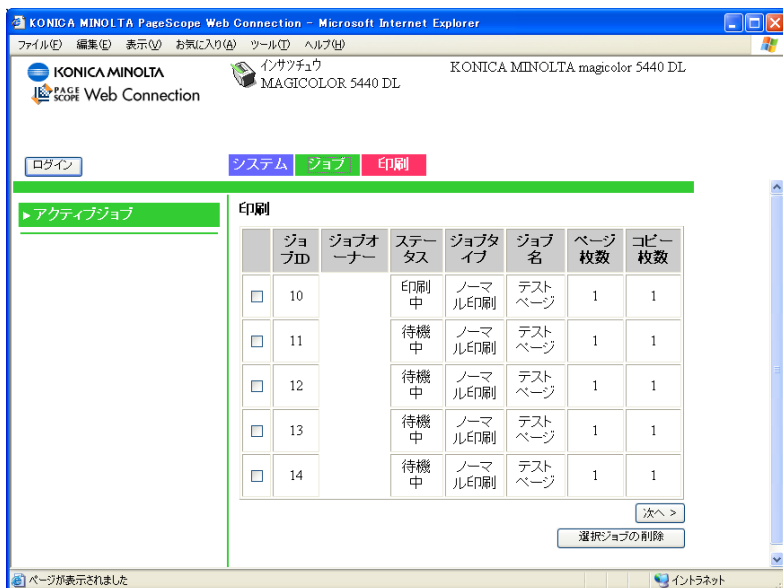 KONICA MINOLTA PageScope Web Connection - Microsoft Internet Explorer
ファイル(F) 編集(E) 表示(V) お気に入り(A) ツール(T) ヘルプ(H)
KONICA MINOLTA
PAGE SCOPE Web Connection
インサツチュウ
MAGICOLOR 5440 DL
KONICA MINOLTA magicolor 5440 DL
ログイン
システム ジョブ 印刷
アクティブジョブ
印刷
ジョブID ジョブオーナー ステータス ジョブタイプ ジョブ名 ページ枚数 コピー枚数
10 印刷中 ノーマル印刷 テストページ 1 1
11 待機中 ノーマル印刷 テストページ 1 1
12 待機中 ノーマル印刷 テストページ 1 1
13 待機中 ノーマル印刷 テストページ 1 1
14 待機中 ノーマル印刷 テストページ 1 1
次へ >
選択ジョブの削除
ページが表示されました イントラネット